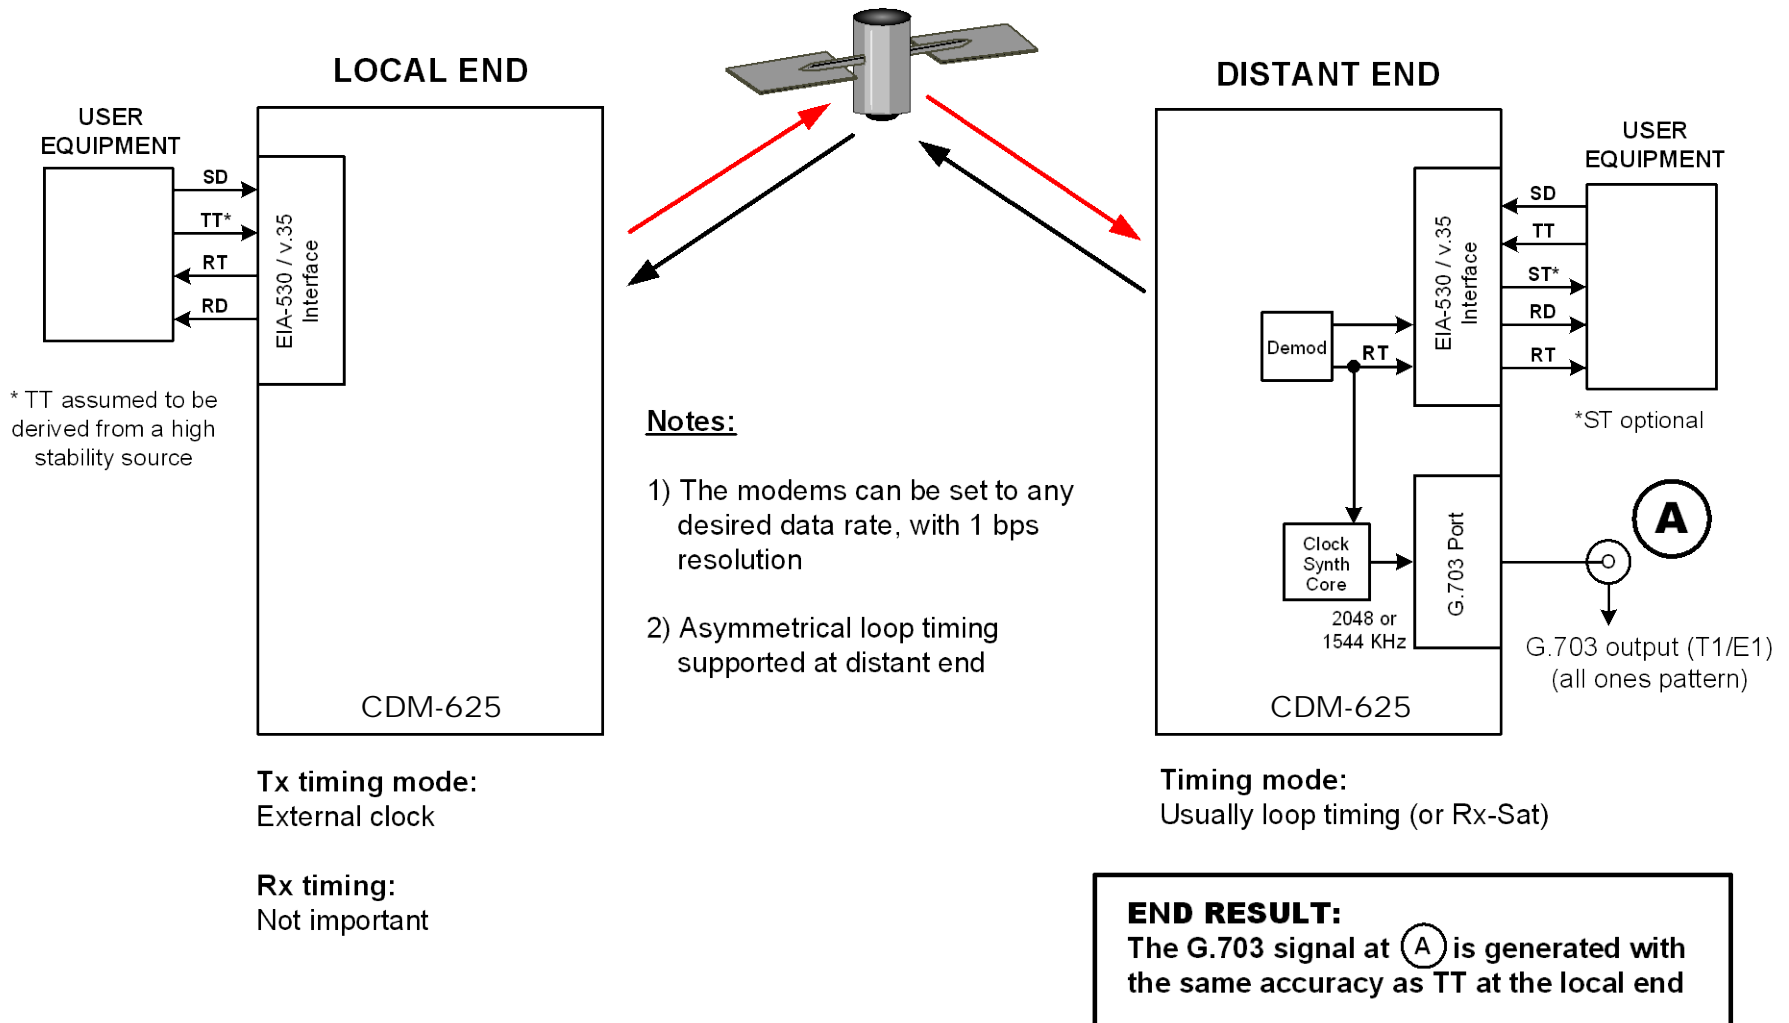 LOCAL END
DISTANT END
USER
EQUIPMENT
SD
TT*
RT
RD
EIA-530 / v.35
Interface
* TT assumed to be
derived from a high
stability source
CDM-625
Tx timing mode:
External clock
Rx timing:
Not important
Notes:
1) The modems can be set to any
desired data rate, with 1 bps
resolution
2) Asymmetrical loop timing
supported at distant end
USER
EQUIPMENT
SD
TT
ST*
RD
RT
EIA-530 / v.35
Interface
Demod
RT
*ST optional
Clock
Synth
Core
2048 or
1544 KHz
G.703 Port
A
G.703 output (T1/E1)
(all ones pattern)
CDM-625
Timing mode:
Usually loop timing (or Rx-Sat)
END RESULT:
The G.703 signal at A is generated with
the same accuracy as TT at the local end